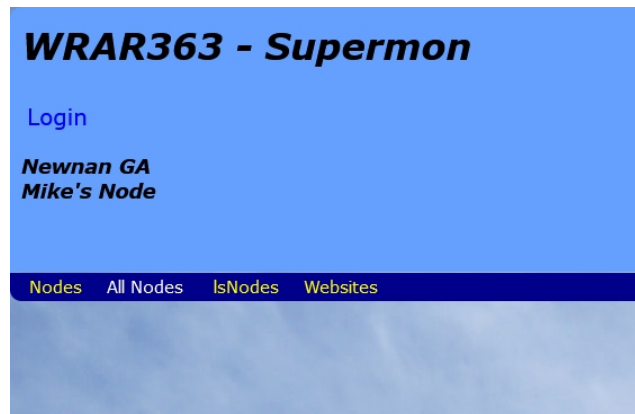 WRAR363 - Supermon
Login
Newnan GA
Mike's Node
Nodes All Nodes lsNodes Websites